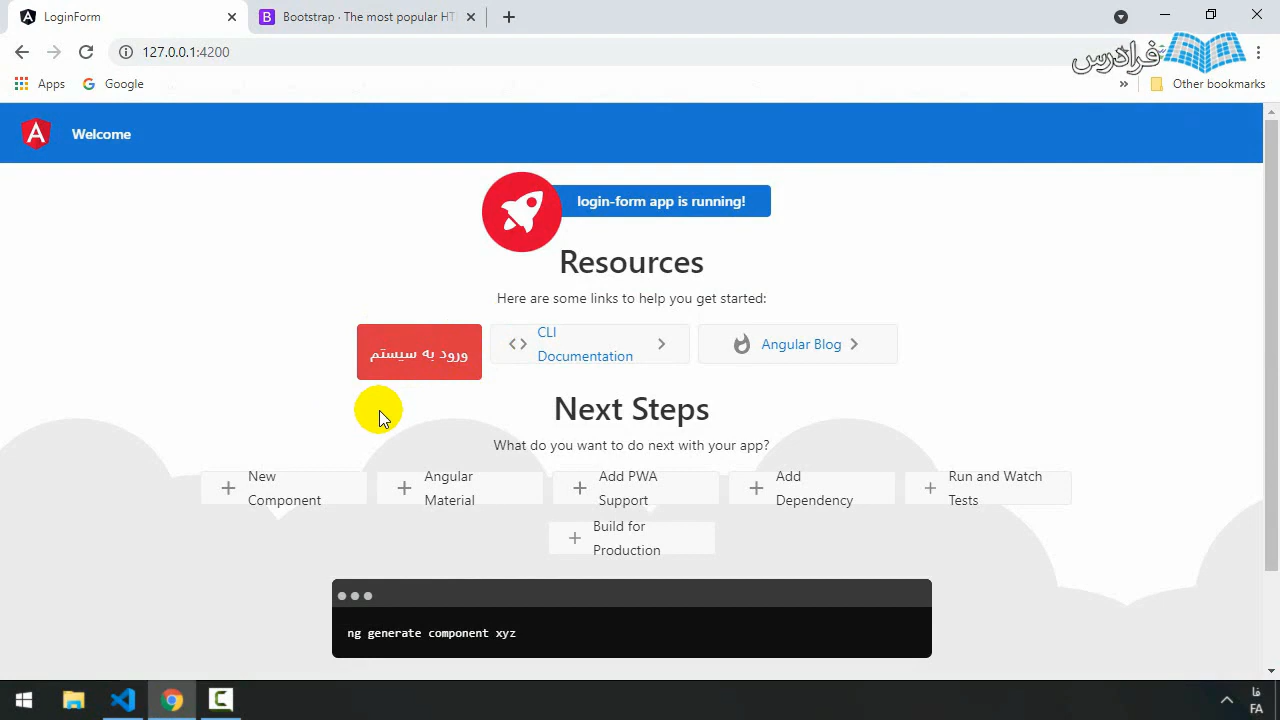 LoginForm
Bootstrap · The most popular HT
127.0.0.1:4200
فرادرس
Apps
Google
»
Other bookmarks
Welcome
login-form app is running!
Resources
Here are some links to help you get started:
ورود به سیستم
CLI
Documentation
Angular Blog
Next Steps
What do you want to do next with your app?
New
Component
Angular
Material
Add PWA
Support
Add
Dependency
Run and Watch
Tests
Build for
Production
ng generate component xyz
فا
FA